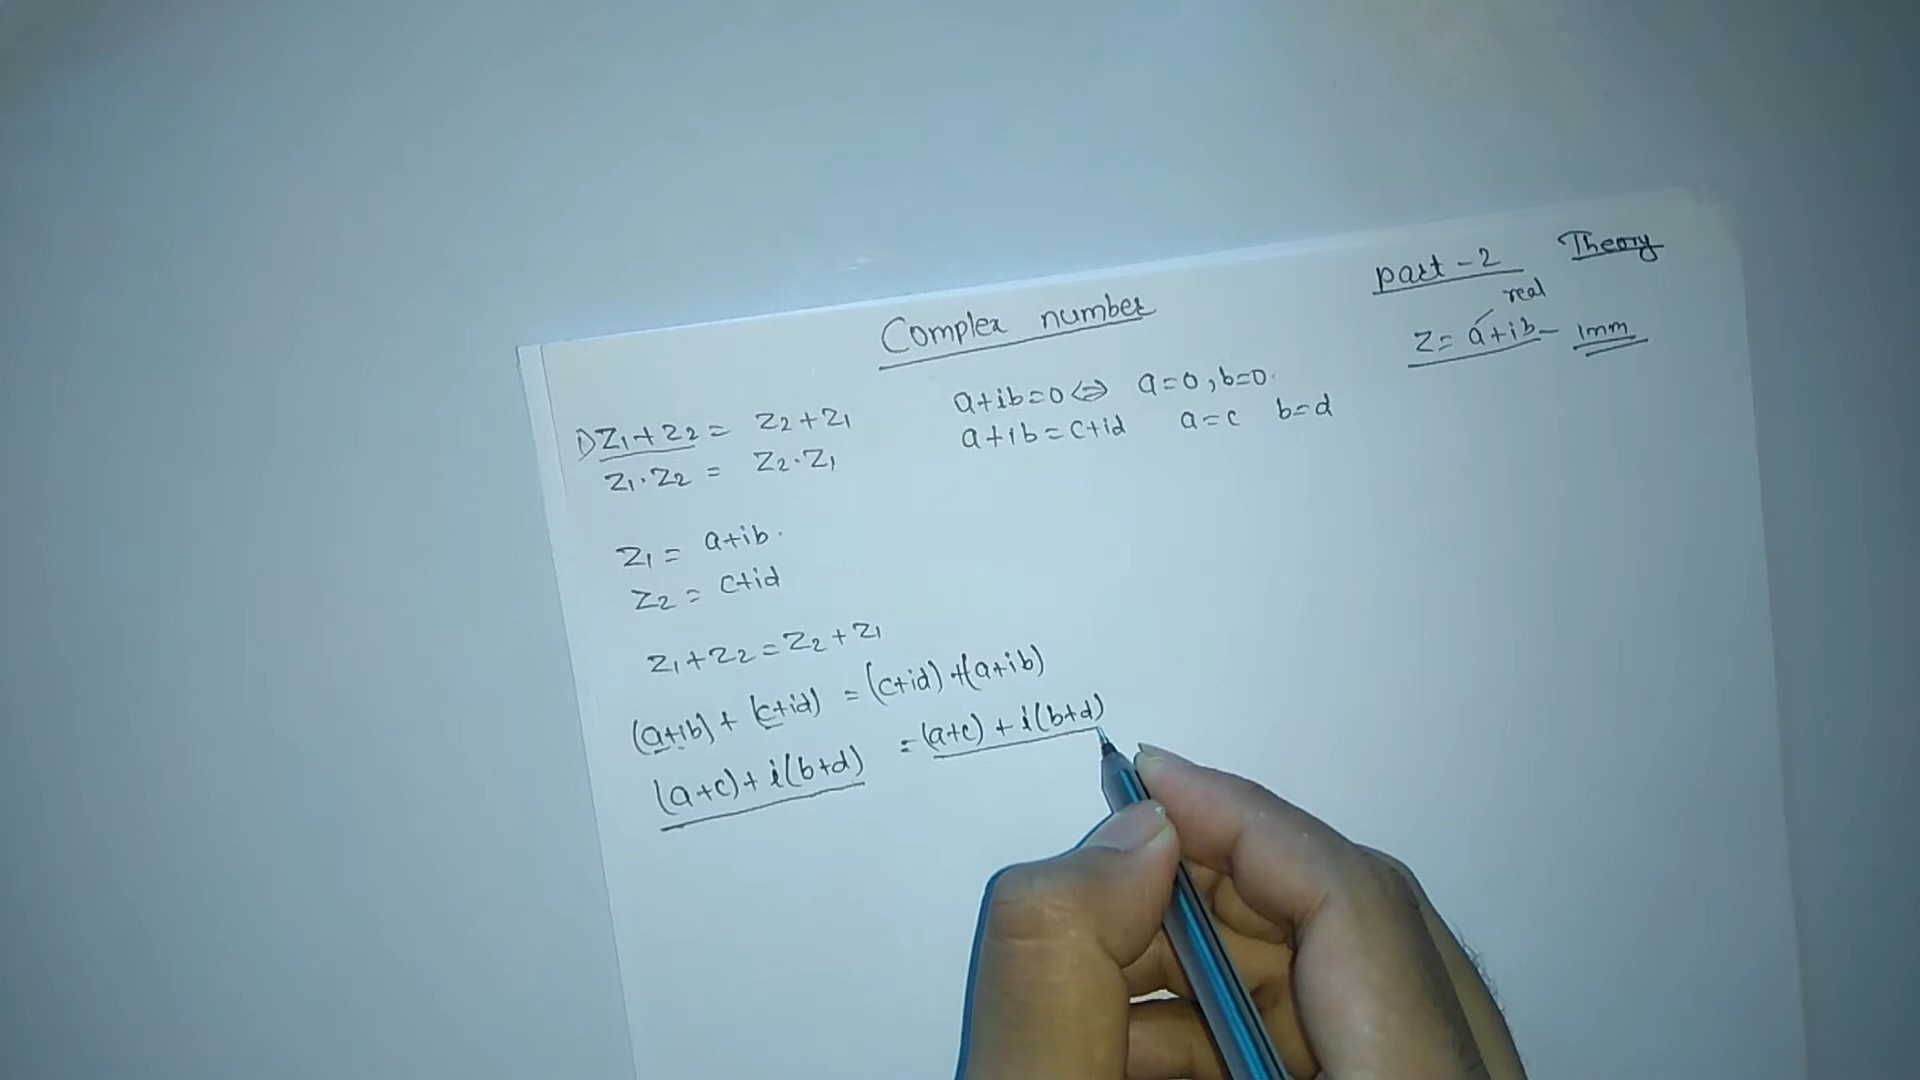 part-2 Theory
Complex number
real
z = a+ib - Imm
1) z₁+z₂ = z₂+z₁
z₁·z₂ = z₂·z₁
a+ib=0 ⇔ a=0, b=0.
a+ib=c+id a=c b=d
z₁ = a+ib.
z₂ = c+id
z₁+z₂ = z₂+z₁
(a+ib) + (c+id) = (c+id) + (a+ib)
(a+c) + i(b+d) = (a+c) + i(b+d)